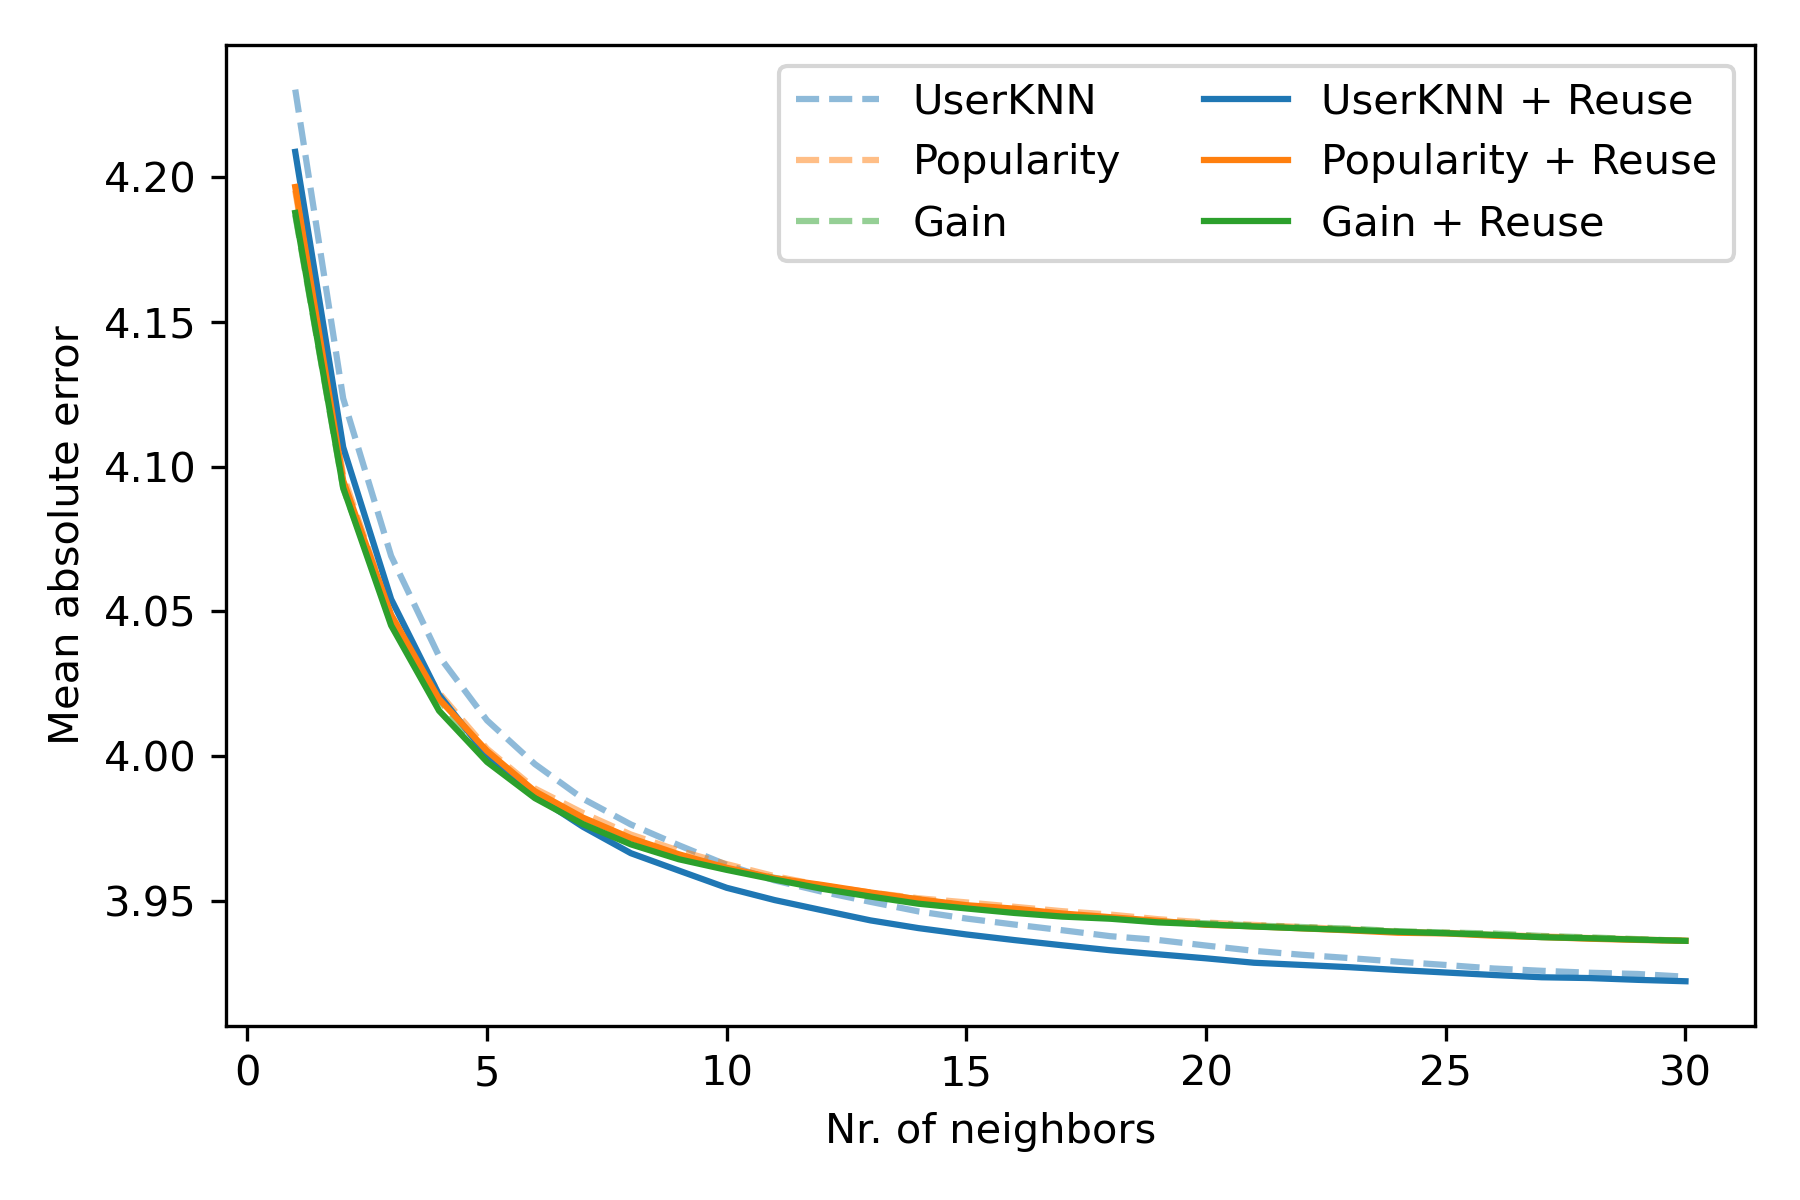 UserKNN
Popularity
Gain
UserKNN + Reuse
Popularity + Reuse
Gain + Reuse
Mean absolute error
4.20
4.15
4.10
4.05
4.00
3.95
0 5 10 15 20 25 30
Nr. of neighbors